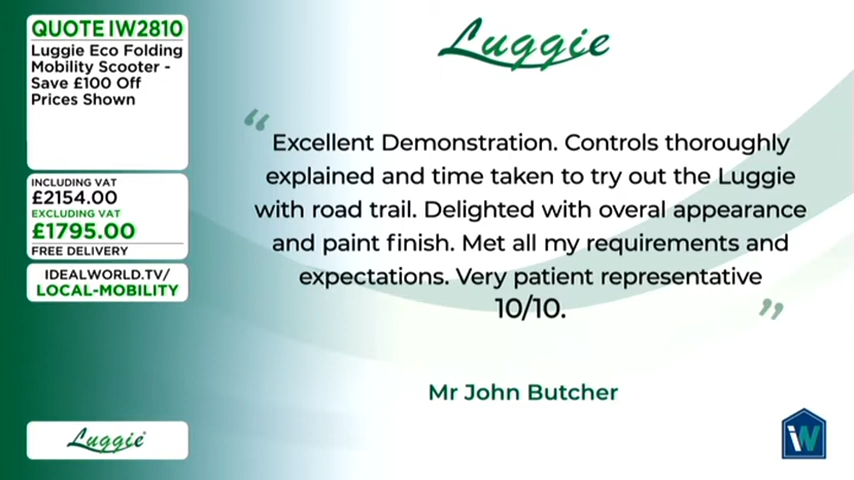 QUOTE IW2810
Luggie Eco Folding
Mobility Scooter -
Save £100 Off
Prices Shown
INCLUDING VAT
£2154.00
EXCLUDING VAT
£1795.00
FREE DELIVERY
IDEALWORLD.TV/
LOCAL-MOBILITY
Luggie
Luggie
“ Excellent Demonstration. Controls thoroughly
explained and time taken to try out the Luggie
with road trail. Delighted with overal appearance
and paint finish. Met all my requirements and
expectations. Very patient representative
10/10. ”
Mr John Butcher
iW